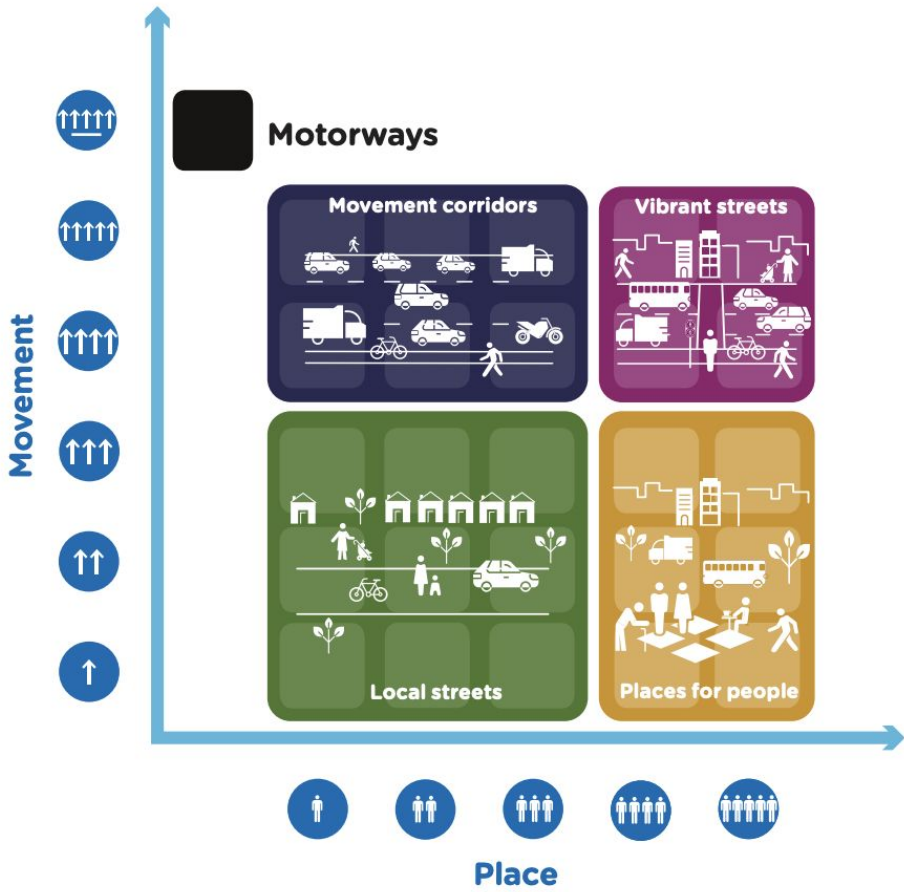 Motorways
Movement corridors
Vibrant streets
Movement
Local streets
Places for people
Place